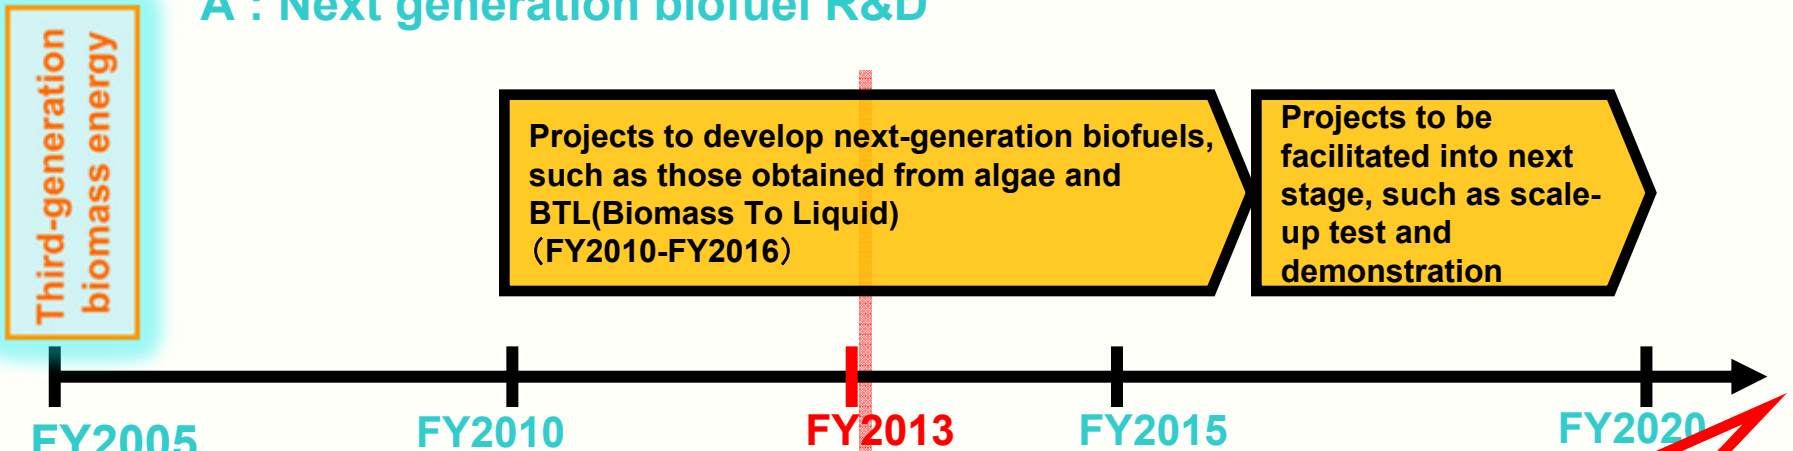 A : Next generation biofuel R&D
Third-generation
biomass energy
Projects to develop next-generation biofuels,
such as those obtained from algae and
BTL(Biomass To Liquid)
（FY2010-FY2016）
Projects to be
facilitated into next
stage, such as scale-
up test and
demonstration
FY2005
FY2010
FY2013
FY2015
FY2020